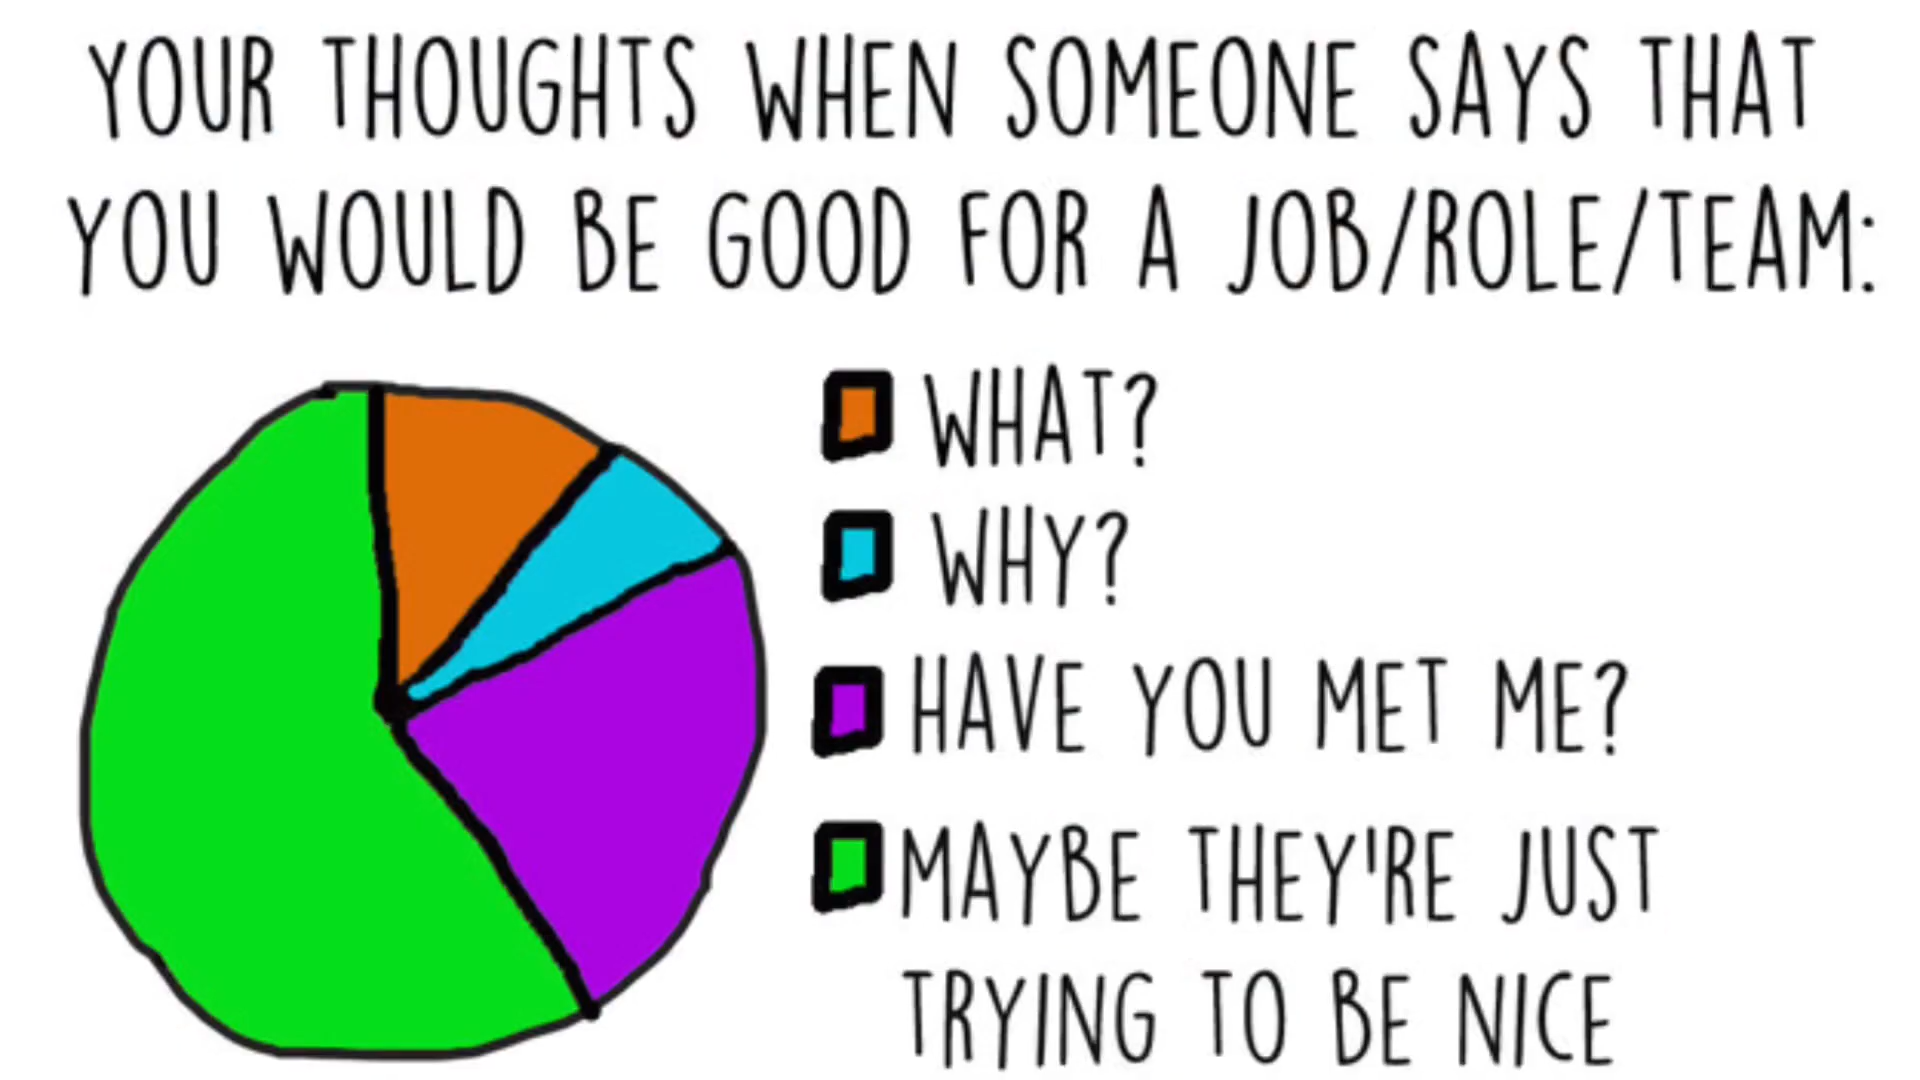 YOUR THOUGHTS WHEN SOMEONE SAYS THAT
YOU WOULD BE GOOD FOR A JOB/ROLE/TEAM:
WHAT?
WHY?
HAVE YOU MET ME?
MAYBE THEY'RE JUST
TRYING TO BE NICE